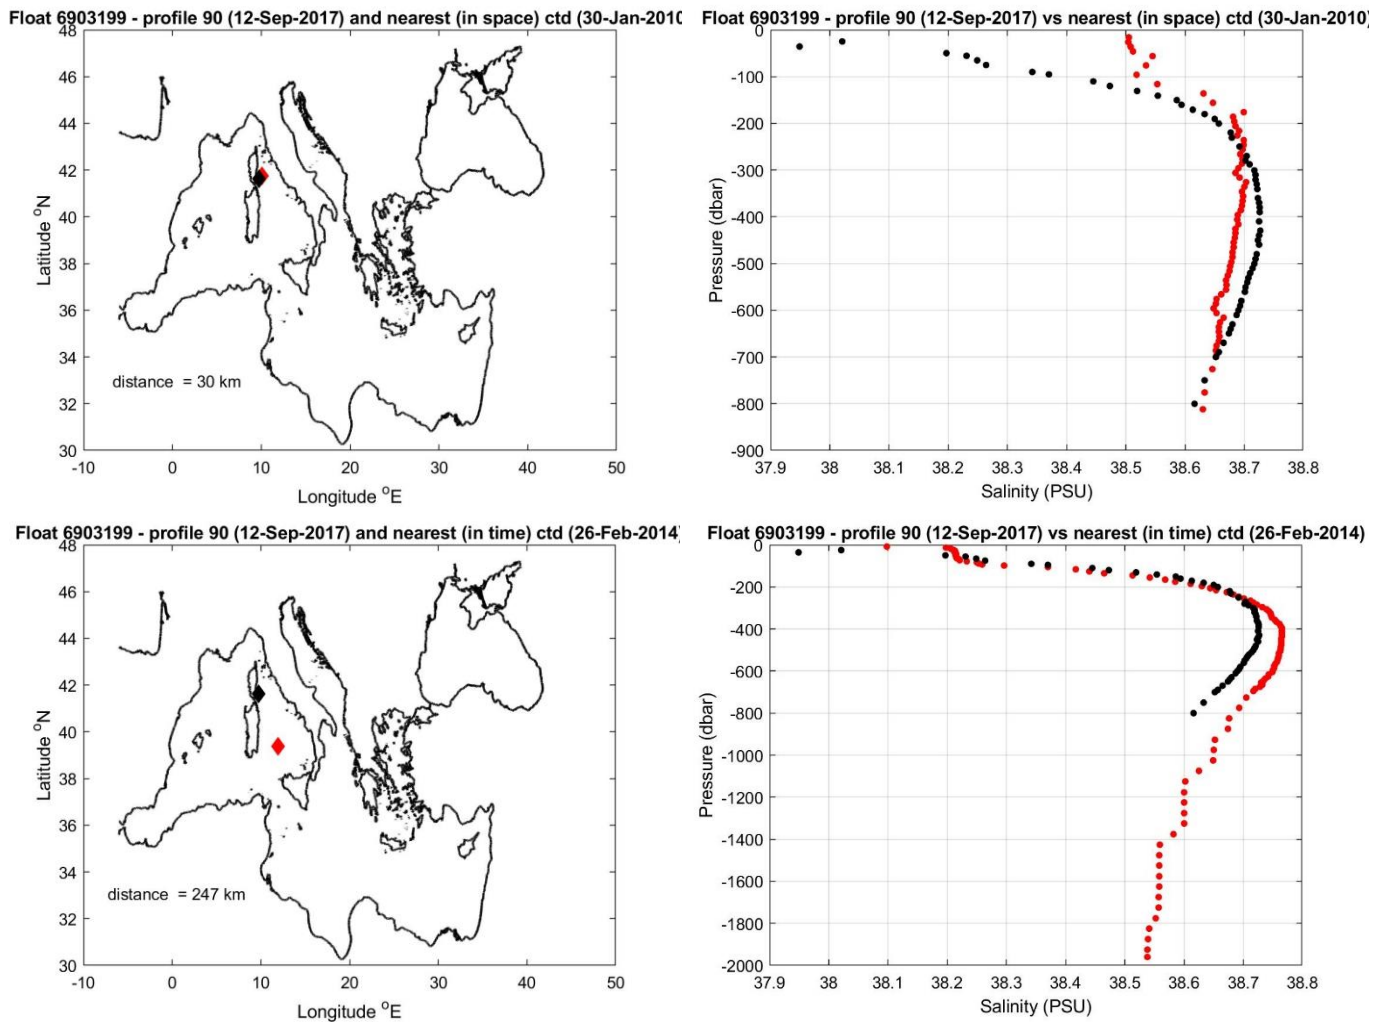 Float 6903199 - profile 90 (12-Sep-2017) and nearest (in space) ctd (30-Jan-2010
48
46
44
42
40
38
36
34
32
30
Latitude °N
distance = 30 km
-10 0 10 20 30 40 50
Longitude °E
Float 6903199 - profile 90 (12-Sep-2017) vs nearest (in space) ctd (30-Jan-2010)
0
-100
-200
-300
-400
-500
-600
-700
-800
-900
Pressure (dbar)
37.9 38 38.1 38.2 38.3 38.4 38.5 38.6 38.7 38.8
Salinity (PSU)
Float 6903199 - profile 90 (12-Sep-2017) and nearest (in time) ctd (26-Feb-2014)
48
46
44
42
40
38
36
34
32
30
Latitude °N
distance = 247 km
-10 0 10 20 30 40 50
Longitude °E
Float 6903199 - profile 90 (12-Sep-2017) vs nearest (in time) ctd (26-Feb-2014)
0
-200
-400
-600
-800
-1000
-1200
-1400
-1600
-1800
-2000
Pressure (dbar)
37.9 38 38.1 38.2 38.3 38.4 38.5 38.6 38.7 38.8
Salinity (PSU)